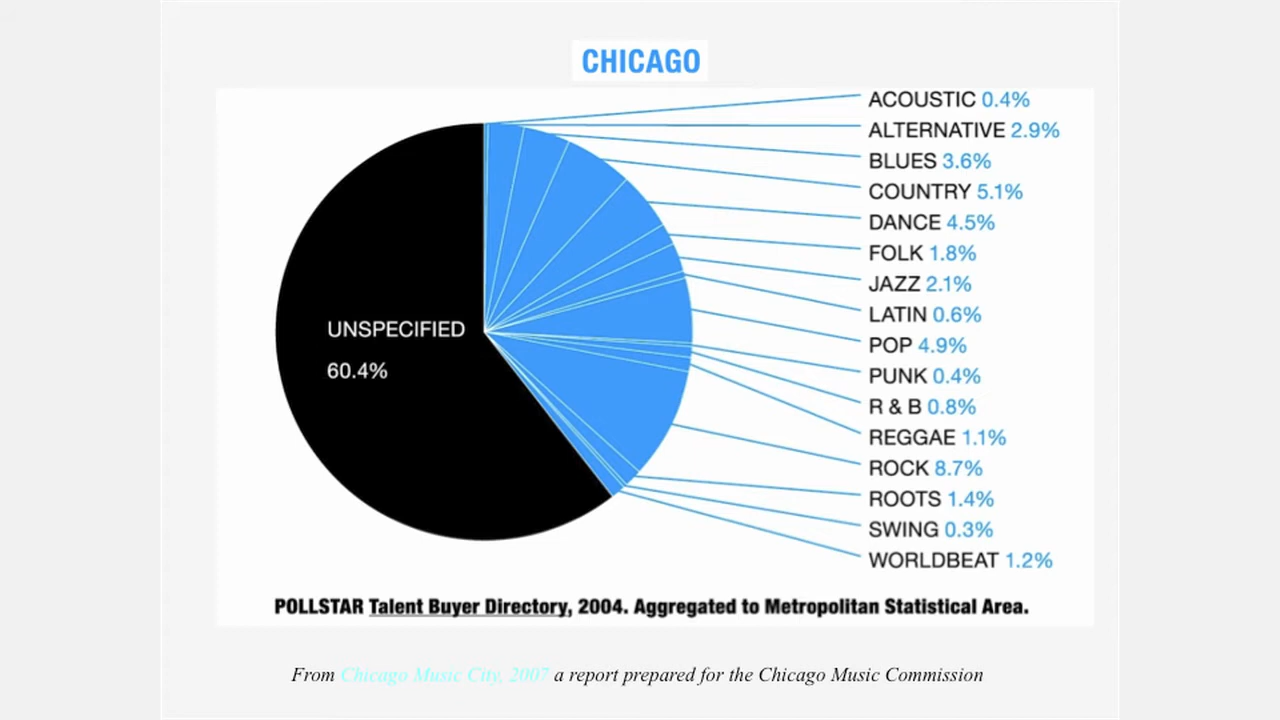 CHICAGO
ACOUSTIC 0.4%
ALTERNATIVE 2.9%
BLUES 3.6%
COUNTRY 5.1%
DANCE 4.5%
FOLK 1.8%
JAZZ 2.1%
LATIN 0.6%
POP 4.9%
PUNK 0.4%
R & B 0.8%
REGGAE 1.1%
ROCK 8.7%
ROOTS 1.4%
SWING 0.3%
WORLDBEAT 1.2%
UNSPECIFIED
60.4%
POLLSTAR Talent Buyer Directory, 2004. Aggregated to Metropolitan Statistical Area.
From Chicago Music City, 2007 a report prepared for the Chicago Music Commission